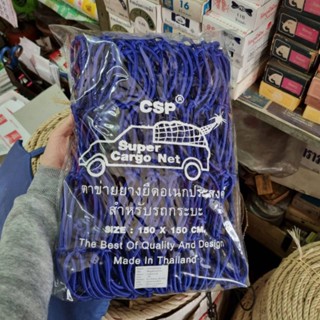 CSP®
Super
Cargo Net
ตาข่ายยางยืดอเนกประสงค์
สำหรับรถกระบะ
SIZE : 150 X 150 CM.
The Best Of Quality And Design
Made In Thailand